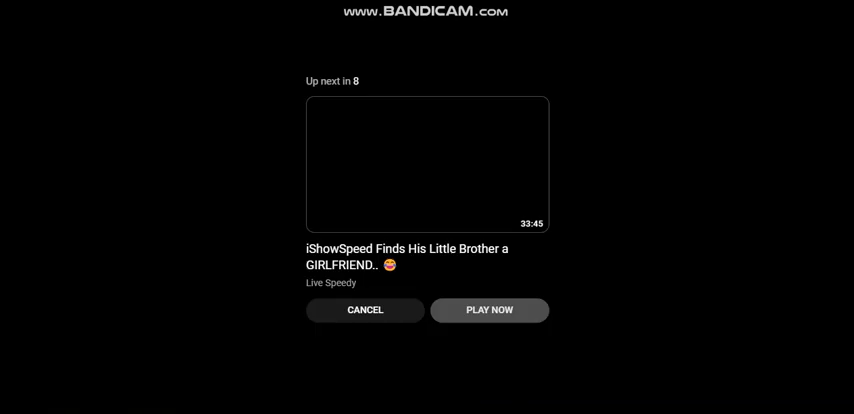 www.BANDICAM.com
Up next in 8
33:45
iShowSpeed Finds His Little Brother a
GIRLFRIEND.. 😂
Live Speedy
CANCEL
PLAY NOW